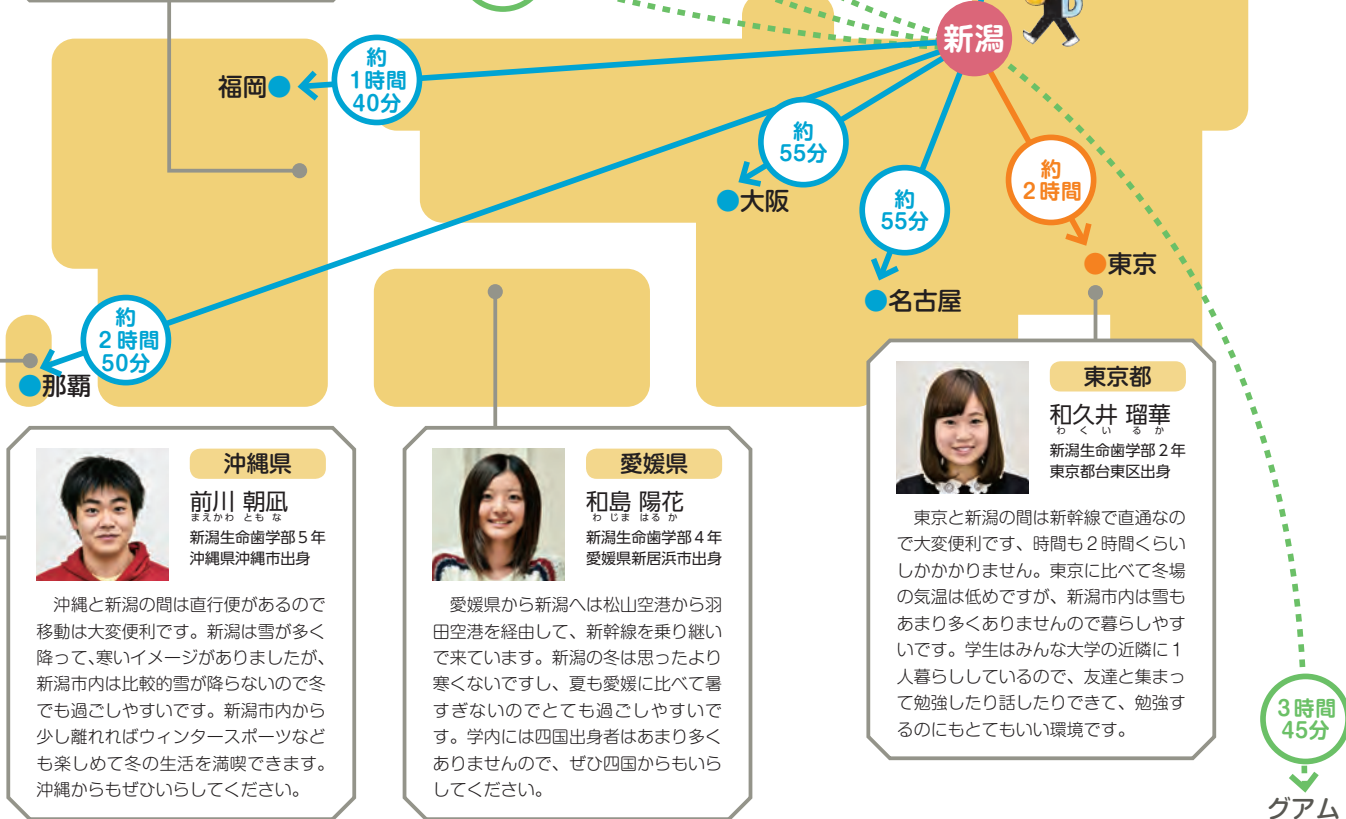 新潟
福岡
約
1時間
40分
約
55分
大阪
約
55分
名古屋
約
2時間
東京
約
2時間
50分
那覇
3時間
45分
グアム
沖縄県
前川 朝凪
まえかわ ともな
新潟生命歯学部5年
沖縄県沖縄市出身
沖縄と新潟の間は直行便があるので
移動は大変便利です。新潟は雪が多く
降って、寒いイメージがありましたが、
新潟市内は比較的雪が降らないので冬
でも過ごしやすいです。新潟市内から
少し離れればウィンタースポーツなど
も楽しめて冬の生活を満喫できます。
沖縄からもぜひいらしてください。
愛媛県
和島 陽花
わじま はるか
新潟生命歯学部4年
愛媛県新居浜市出身
愛媛県から新潟へは松山空港から羽
田空港を経由して、新幹線を乗り継い
で来ています。新潟の冬は思ったより
寒くないですし、夏も愛媛に比べて暑
すぎないのでとても過ごしやすいで
す。学内には四国出身者はあまり多く
ありませんので、ぜひ四国からもいら
してください。
東京都
和久井 瑠華
わくい るか
新潟生命歯学部2年
東京都台東区出身
東京と新潟の間は新幹線で直通なの
で大変便利です、時間も2時間くらい
しかかかりません。東京に比べて冬場
の気温は低めですが、新潟市内は雪も
あまり多くありませんので暮らしやす
いです。学生はみんな大学の近隣に1
人暮らししているので、友達と集まっ
て勉強したり話したりできて、勉強す
るのにもとてもいい環境です。